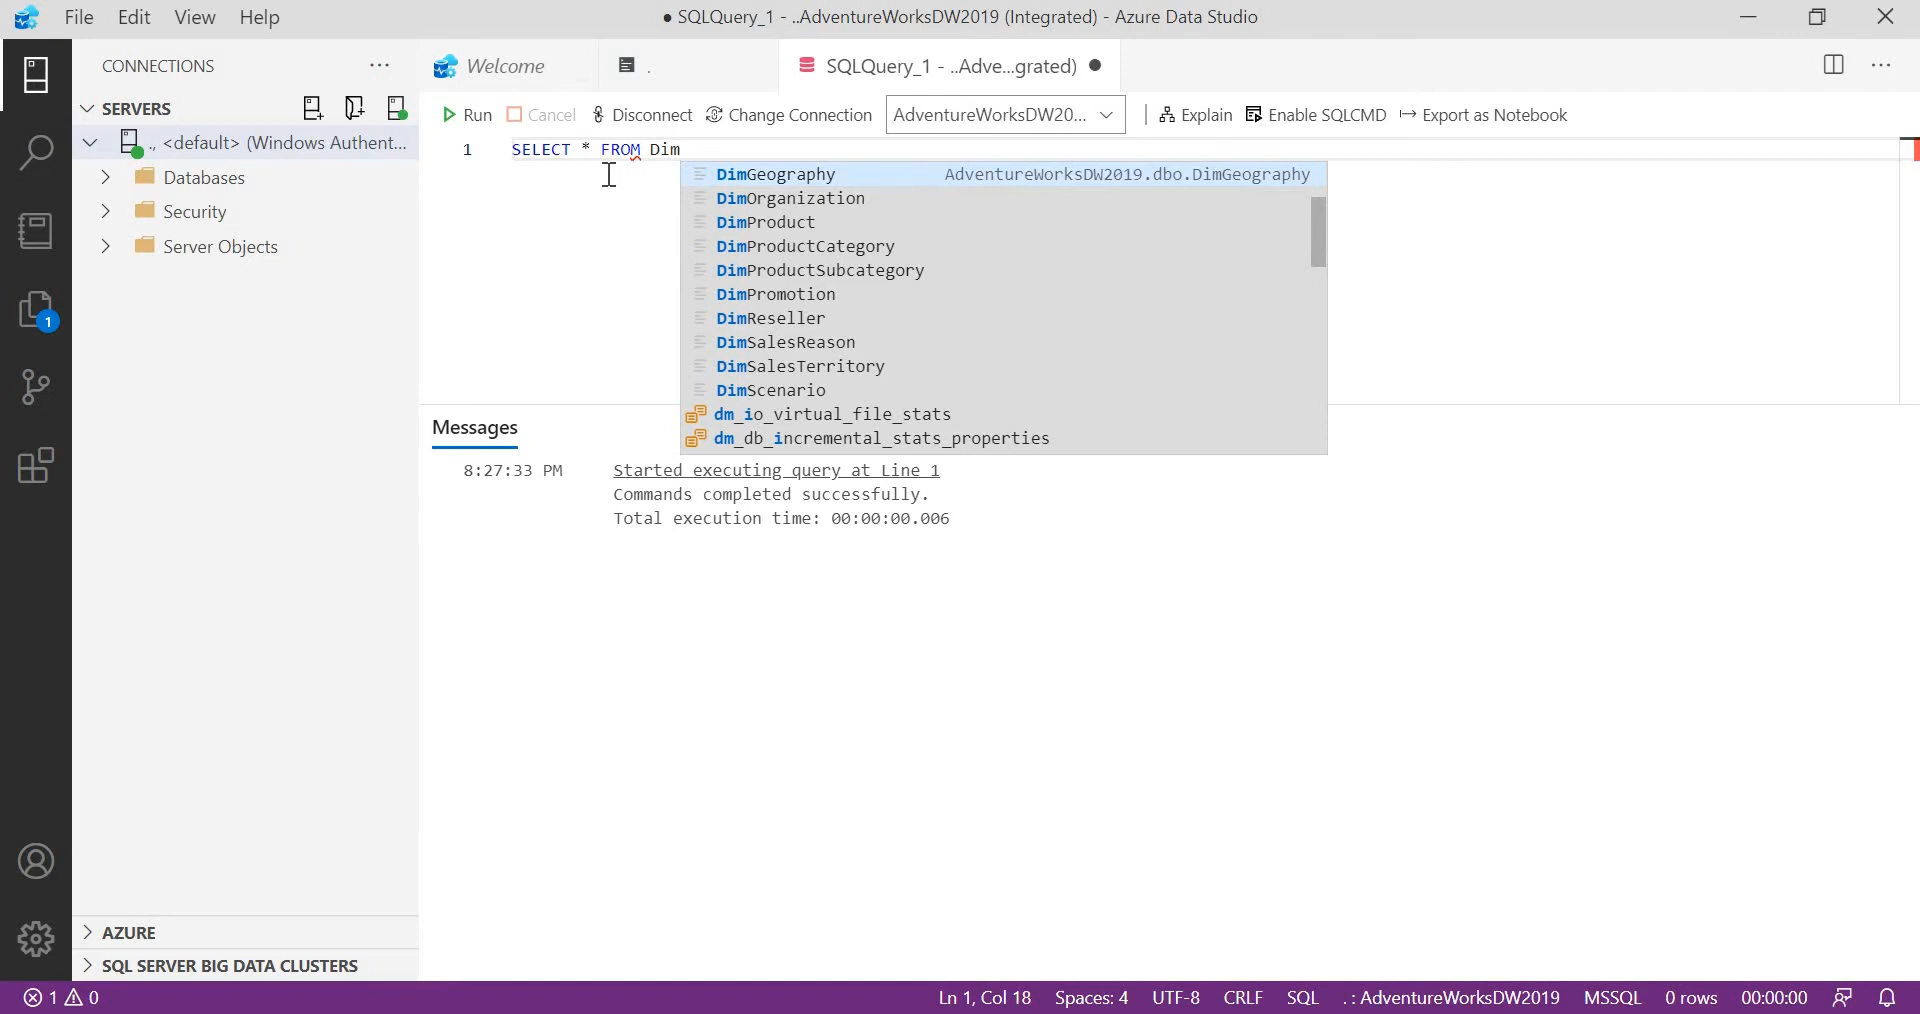 File Edit View Help
● SQLQuery_1 - ..AdventureWorksDW2019 (Integrated) - Azure Data Studio
CONNECTIONS
Welcome
.
SQLQuery_1 - ..Adve...grated) ●
SERVERS
Run Cancel Disconnect Change Connection AdventureWorksDW20... Explain Enable SQLCMD Export as Notebook
., <default> (Windows Authent...
Databases
Security
Server Objects
1 SELECT * FROM Dim
DimGeography AdventureWorksDW2019.dbo.DimGeography
DimOrganization
DimProduct
DimProductCategory
DimProductSubcategory
DimPromotion
DimReseller
DimSalesReason
DimSalesTerritory
DimScenario
dm_io_virtual_file_stats
dm_db_incremental_stats_properties
1
Messages
8:27:33 PM Started executing query at Line 1
Commands completed successfully.
Total execution time: 00:00:00.006
AZURE
SQL SERVER BIG DATA CLUSTERS
1 0
Ln 1, Col 18 Spaces: 4 UTF-8 CRLF SQL . : AdventureWorksDW2019 MSSQL 0 rows 00:00:00